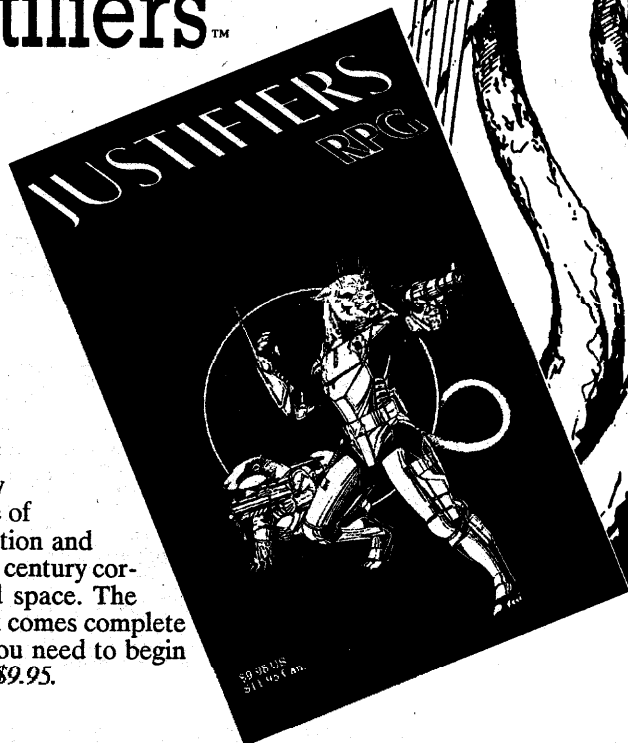 tifiers™
JUSTIFIERS
RPG
of
tion and
century cor-
space. The
comes complete
ou need to begin
$9.95.
$9.95 US
$11.95 Can.